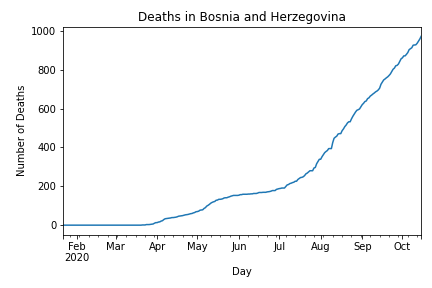 Deaths in Bosnia and Herzegovina
1000
800
600
400
200
0
Number of Deaths
Feb Mar Apr May Jun Jul Aug Sep Oct
2020
Day